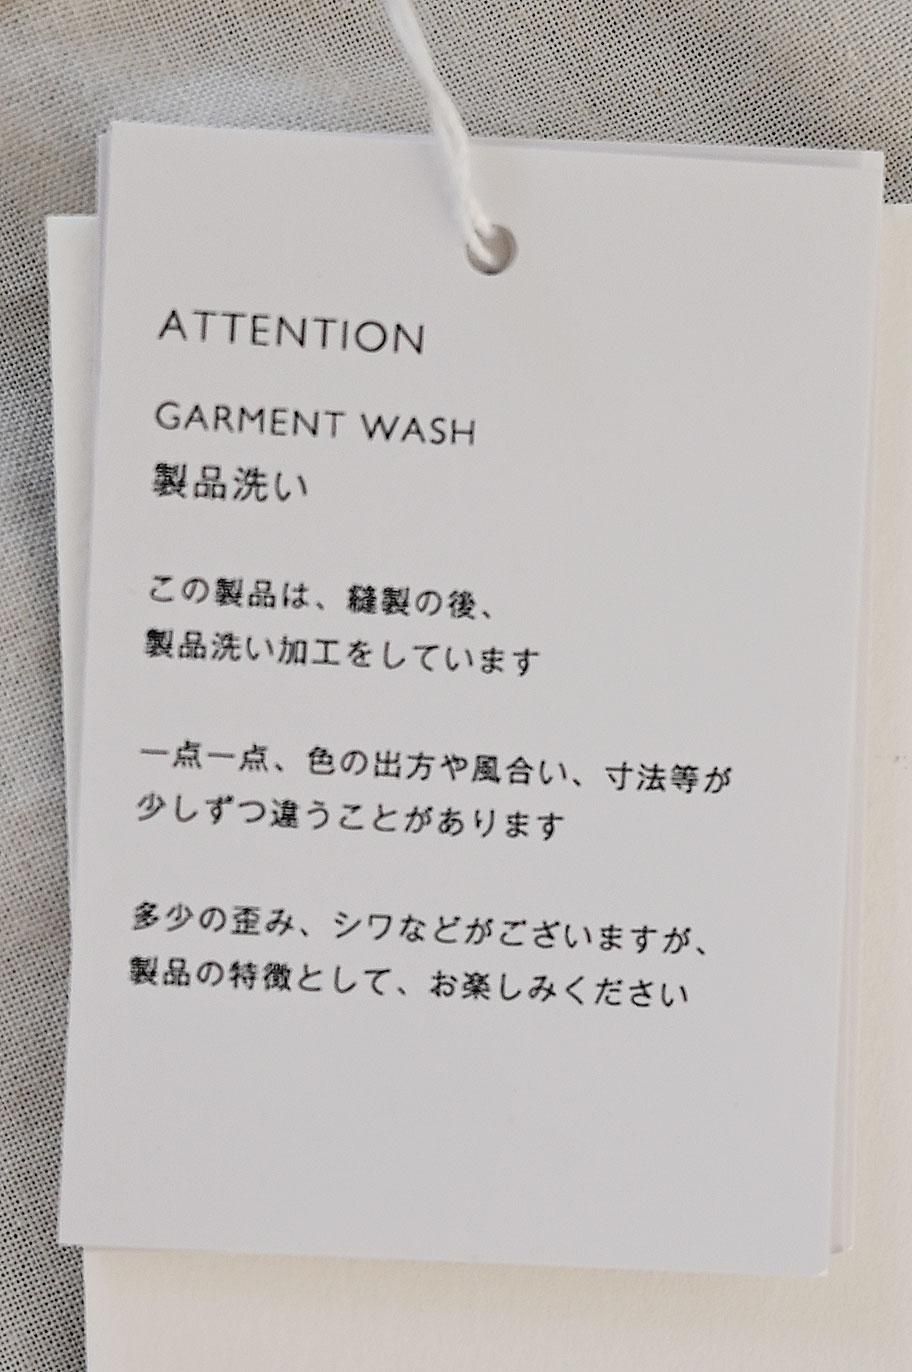 ATTENTION
GARMENT WASH
製品洗い
この製品は、縫製の後、
製品洗い加工をしています
一点一点、色の出方や風合い、寸法等が
少しずつ違うことがあります
多少の歪み、シワなどがございますが、
製品の特徴として、お楽しみください